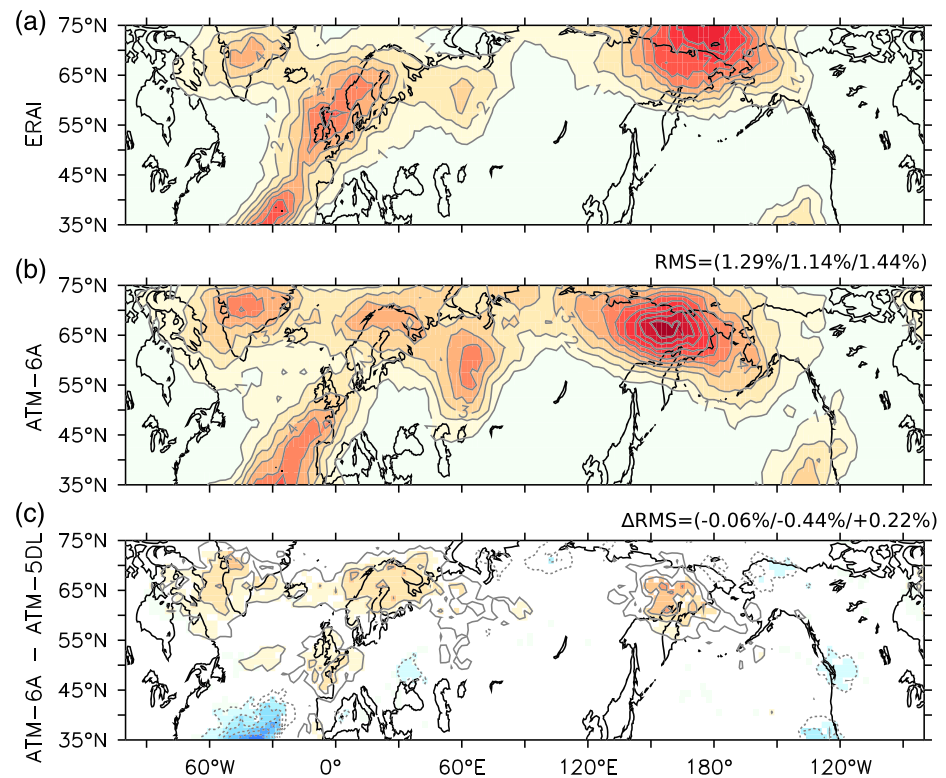 (a)
75°N
65°N
55°N
45°N
35°N
ERAI
2
(b)
RMS=(1.29%/1.14%/1.44%)
75°N
65°N
55°N
45°N
35°N
ATM−6A
3
(c)
ΔRMS=(-0.06%/-0.44%/+0.22%)
75°N
65°N
55°N
45°N
35°N
ATM−6A − ATM−5DL
60°W 0° 60°E 120°E 180° 120°W